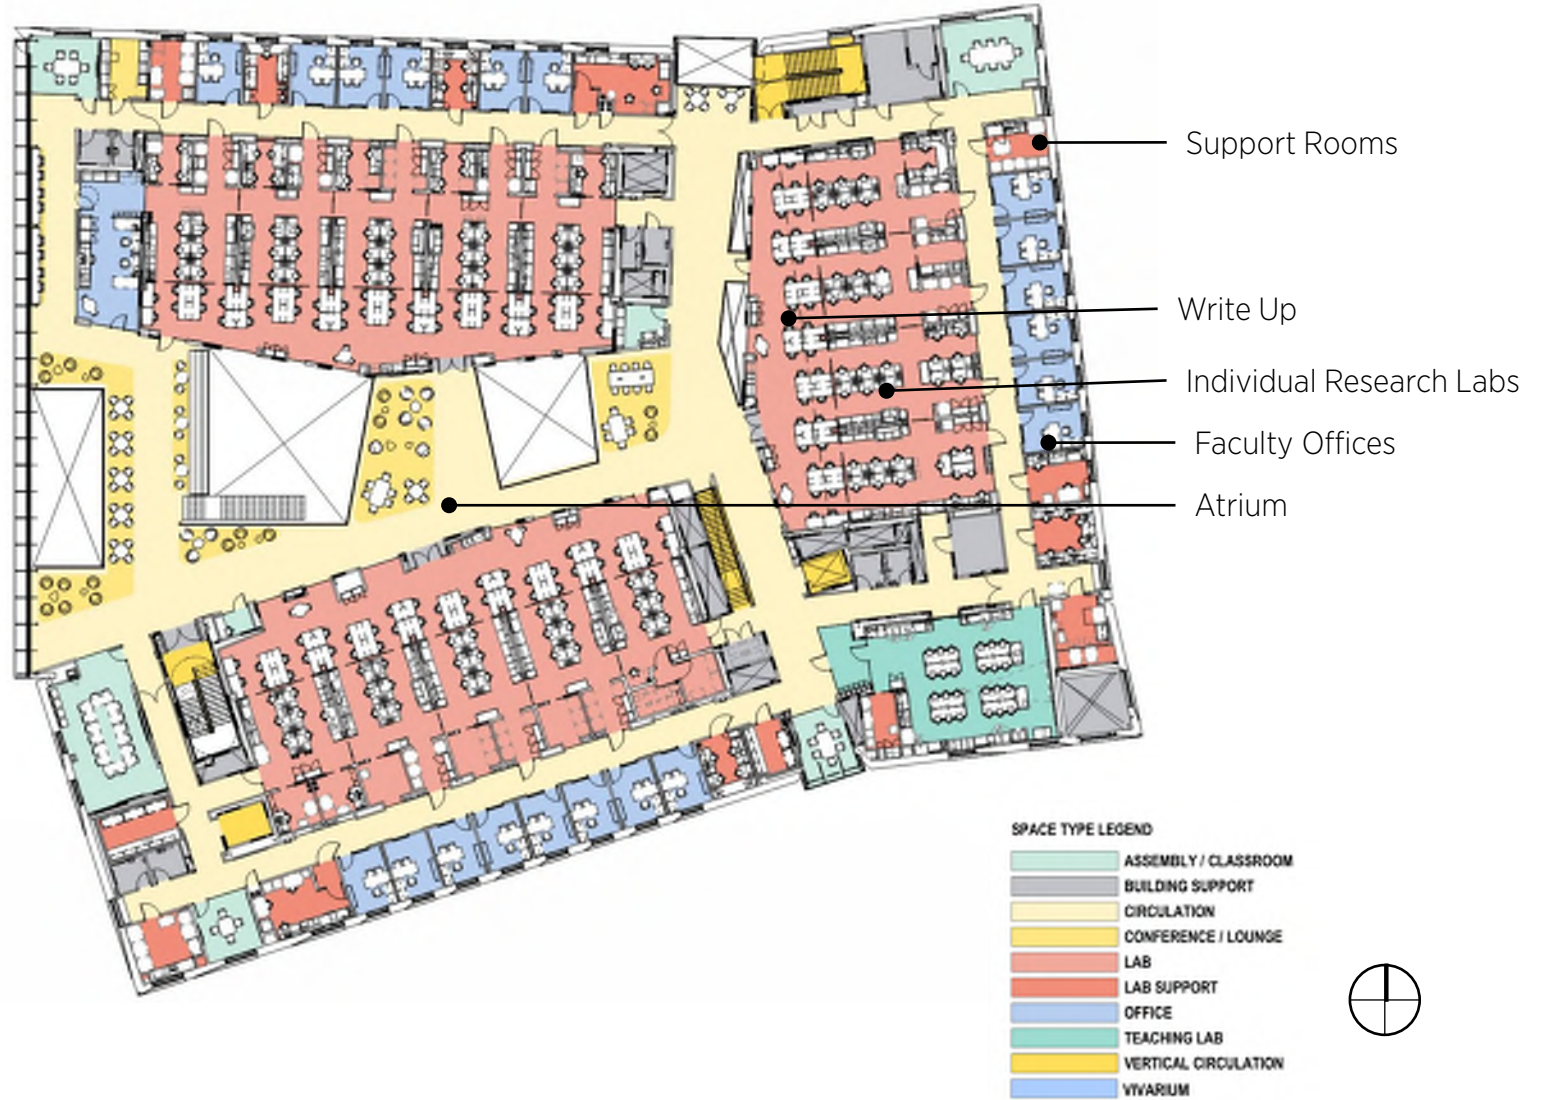 Support Rooms
Write Up
Individual Research Labs
Faculty Offices
Atrium
SPACE TYPE LEGEND
ASSEMBLY / CLASSROOM
BUILDING SUPPORT
CIRCULATION
CONFERENCE / LOUNGE
LAB
LAB SUPPORT
OFFICE
TEACHING LAB
VERTICAL CIRCULATION
VIVARIUM